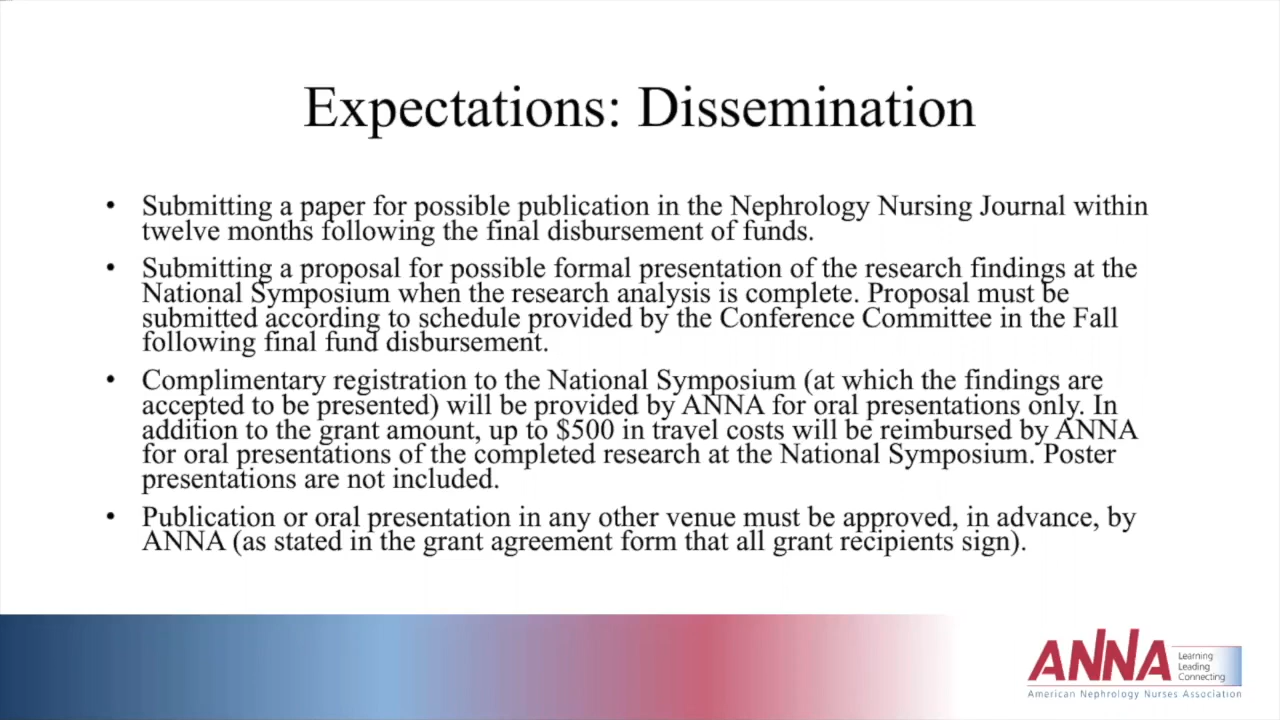 Expectations: Dissemination
• Submitting a paper for possible publication in the Nephrology Nursing Journal within
twelve months following the final disbursement of funds.
• Submitting a proposal for possible formal presentation of the research findings at the
National Symposium when the research analysis is complete. Proposal must be
submitted according to schedule provided by the Conference Committee in the Fall
following final fund disbursement.
• Complimentary registration to the National Symposium (at which the findings are
accepted to be presented) will be provided by ANNA for oral presentations only. In
addition to the grant amount, up to $500 in travel costs will be reimbursed by ANNA
for oral presentations of the completed research at the National Symposium. Poster
presentations are not included.
• Publication or oral presentation in any other venue must be approved, in advance, by
ANNA (as stated in the grant agreement form that all grant recipients sign).
ANNA
Learning
Leading
Connecting
American Nephrology Nurses Association